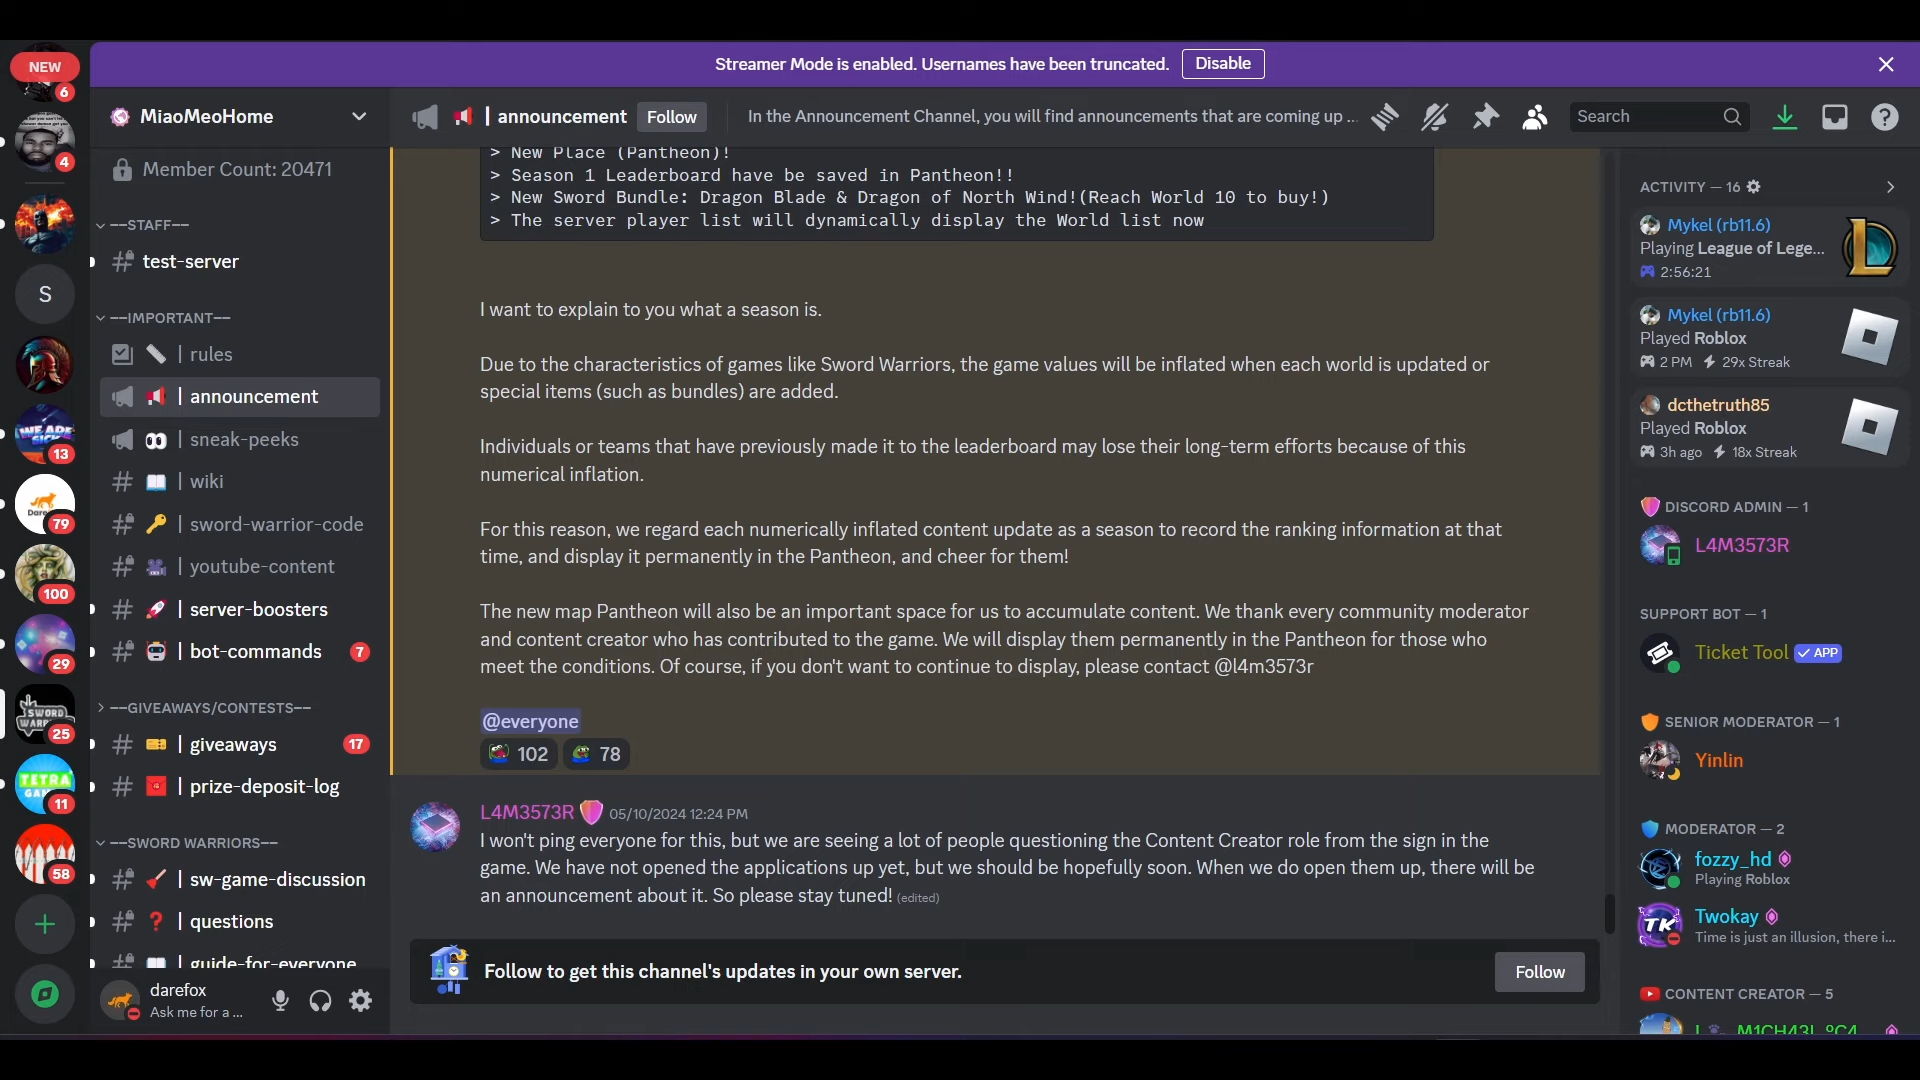 Streamer Mode is enabled. Usernames have been truncated.
Disable
NEW
6
4
S
WE ARE
13
79
100
29
SWORD
25
TETRA
11
58
MiaoMeoHome
Member Count: 20471
—STAFF—
test-server
—IMPORTANT—
| rules
| announcement
| sneak-peeks
| wiki
| sword-warrior-code
| youtube-content
| server-boosters
| bot-commands 7
—GIVEAWAYS/CONTESTS—
| giveaways 17
| prize-deposit-log
—SWORD WARRIORS—
| sw-game-discussion
| questions
| guide-for-everyone
darefox
Ask me for a ...
| announcement
Follow
In the Announcement Channel, you will find announcements that are coming up ...
Search
> New Place (Pantheon)!
> Season 1 Leaderboard have be saved in Pantheon!!
> New Sword Bundle: Dragon Blade & Dragon of North Wind!(Reach World 10 to buy!)
> The server player list will dynamically display the World list now
I want to explain to you what a season is.
Due to the characteristics of games like Sword Warriors, the game values will be inflated when each world is updated or
special items (such as bundles) are added.
Individuals or teams that have previously made it to the leaderboard may lose their long-term efforts because of this
numerical inflation.
For this reason, we regard each numerically inflated content update as a season to record the ranking information at that
time, and display it permanently in the Pantheon, and cheer for them!
The new map Pantheon will also be an important space for us to accumulate content. We thank every community moderator
and content creator who has contributed to the game. We will display them permanently in the Pantheon for those who
meet the conditions. Of course, if you don't want to continue to display, please contact @l4m3573r
@everyone
102 78
L4M3573R 05/10/2024 12:24 PM
I won't ping everyone for this, but we are seeing a lot of people questioning the Content Creator role from the sign in the
game. We have not opened the applications up yet, but we should be hopefully soon. When we do open them up, there will be
an announcement about it. So please stay tuned! (edited)
Follow to get this channel's updates in your own server.
Follow
ACTIVITY — 16
Mykel (rb11.6)
Playing League of Lege...
2:56:21
Mykel (rb11.6)
Played Roblox
2 PM 29x Streak
dcthetruth85
Played Roblox
3h ago 18x Streak
DISCORD ADMIN — 1
L4M3573R
SUPPORT BOT — 1
Ticket Tool APP
SENIOR MODERATOR — 1
Yinlin
MODERATOR — 2
fozzy_hd
Playing Roblox
TK
Twokay
Time is just an illusion, there i...
CONTENT CREATOR — 5